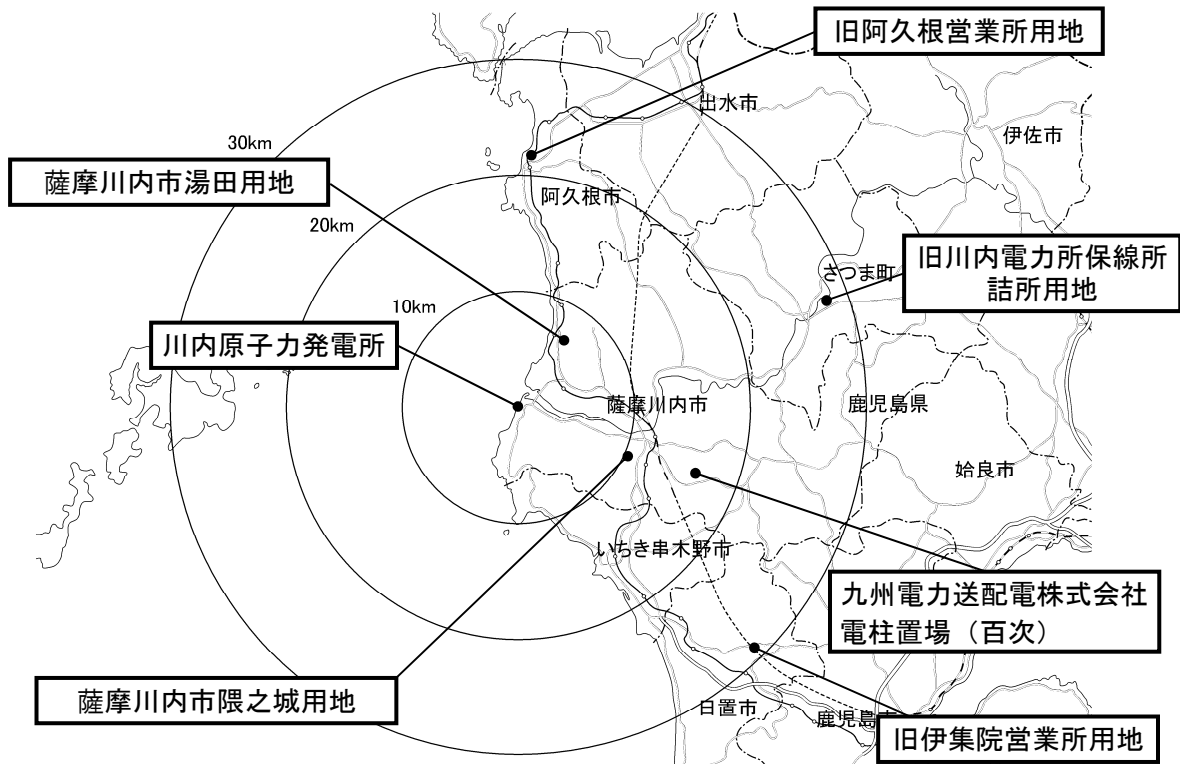 旧阿久根営業所用地
出水市
伊佐市
30km
薩摩川内市湯田用地
阿久根市
20km
旧川内電力所保線所
詰所用地
さつま町
10km
川内原子力発電所
薩摩川内市
鹿児島県
姶良市
いちき串木野市
九州電力送配電株式会社
電柱置場（百次）
薩摩川内市隈之城用地
日置市
鹿児島市
旧伊集院営業所用地